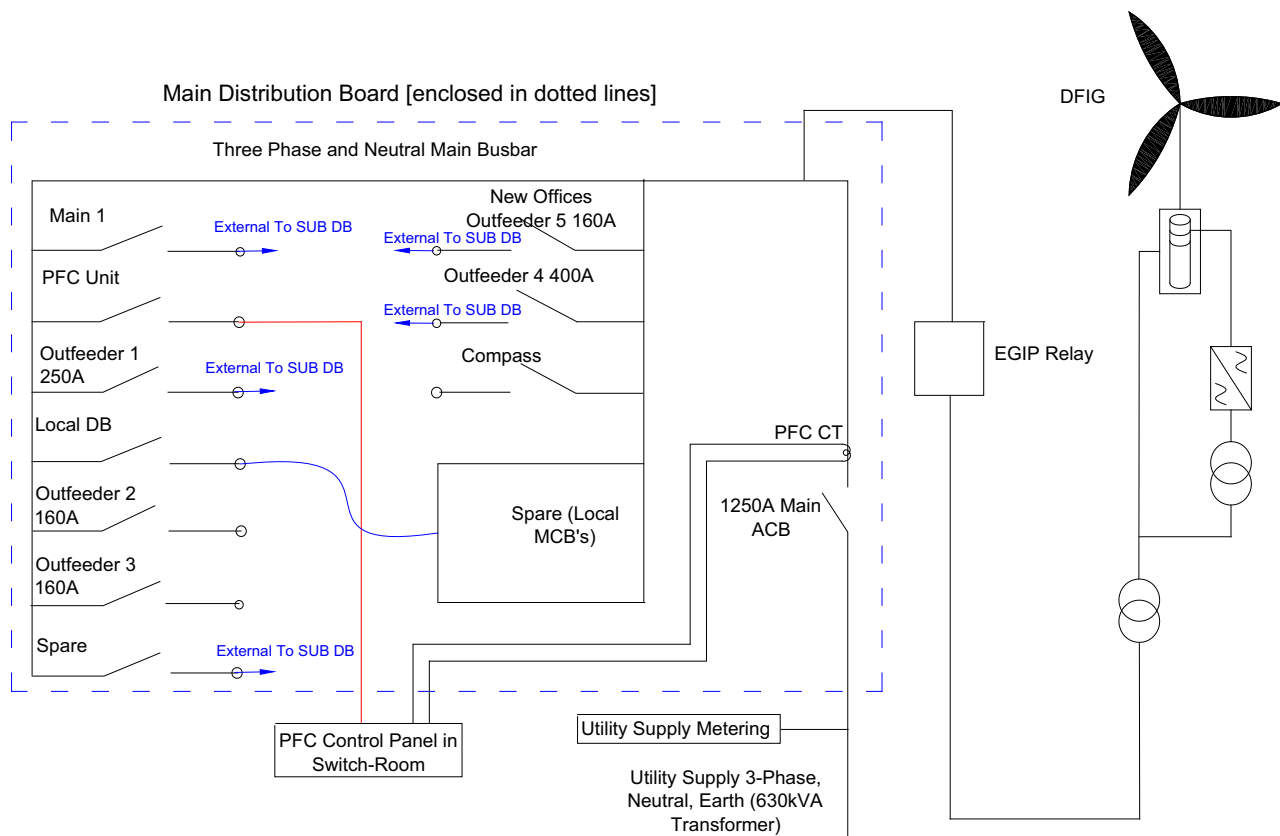 DFIG
Main Distribution Board [enclosed in dotted lines]
Three Phase and Neutral Main Busbar
Main 1
External To SUB DB
New Offices
Outfeeder 5 160A
External To SUB DB
PFC Unit
Outfeeder 4 400A
External To SUB DB
Outfeeder 1
250A
External To SUB DB
Compass
EGIP Relay
Local DB
PFC CT
Outfeeder 2
160A
Spare (Local
MCB's)
1250A Main
ACB
Outfeeder 3
160A
Spare
External To SUB DB
PFC Control Panel in
Switch-Room
Utility Supply Metering
Utility Supply 3-Phase,
Neutral, Earth (630kVA
Transformer)